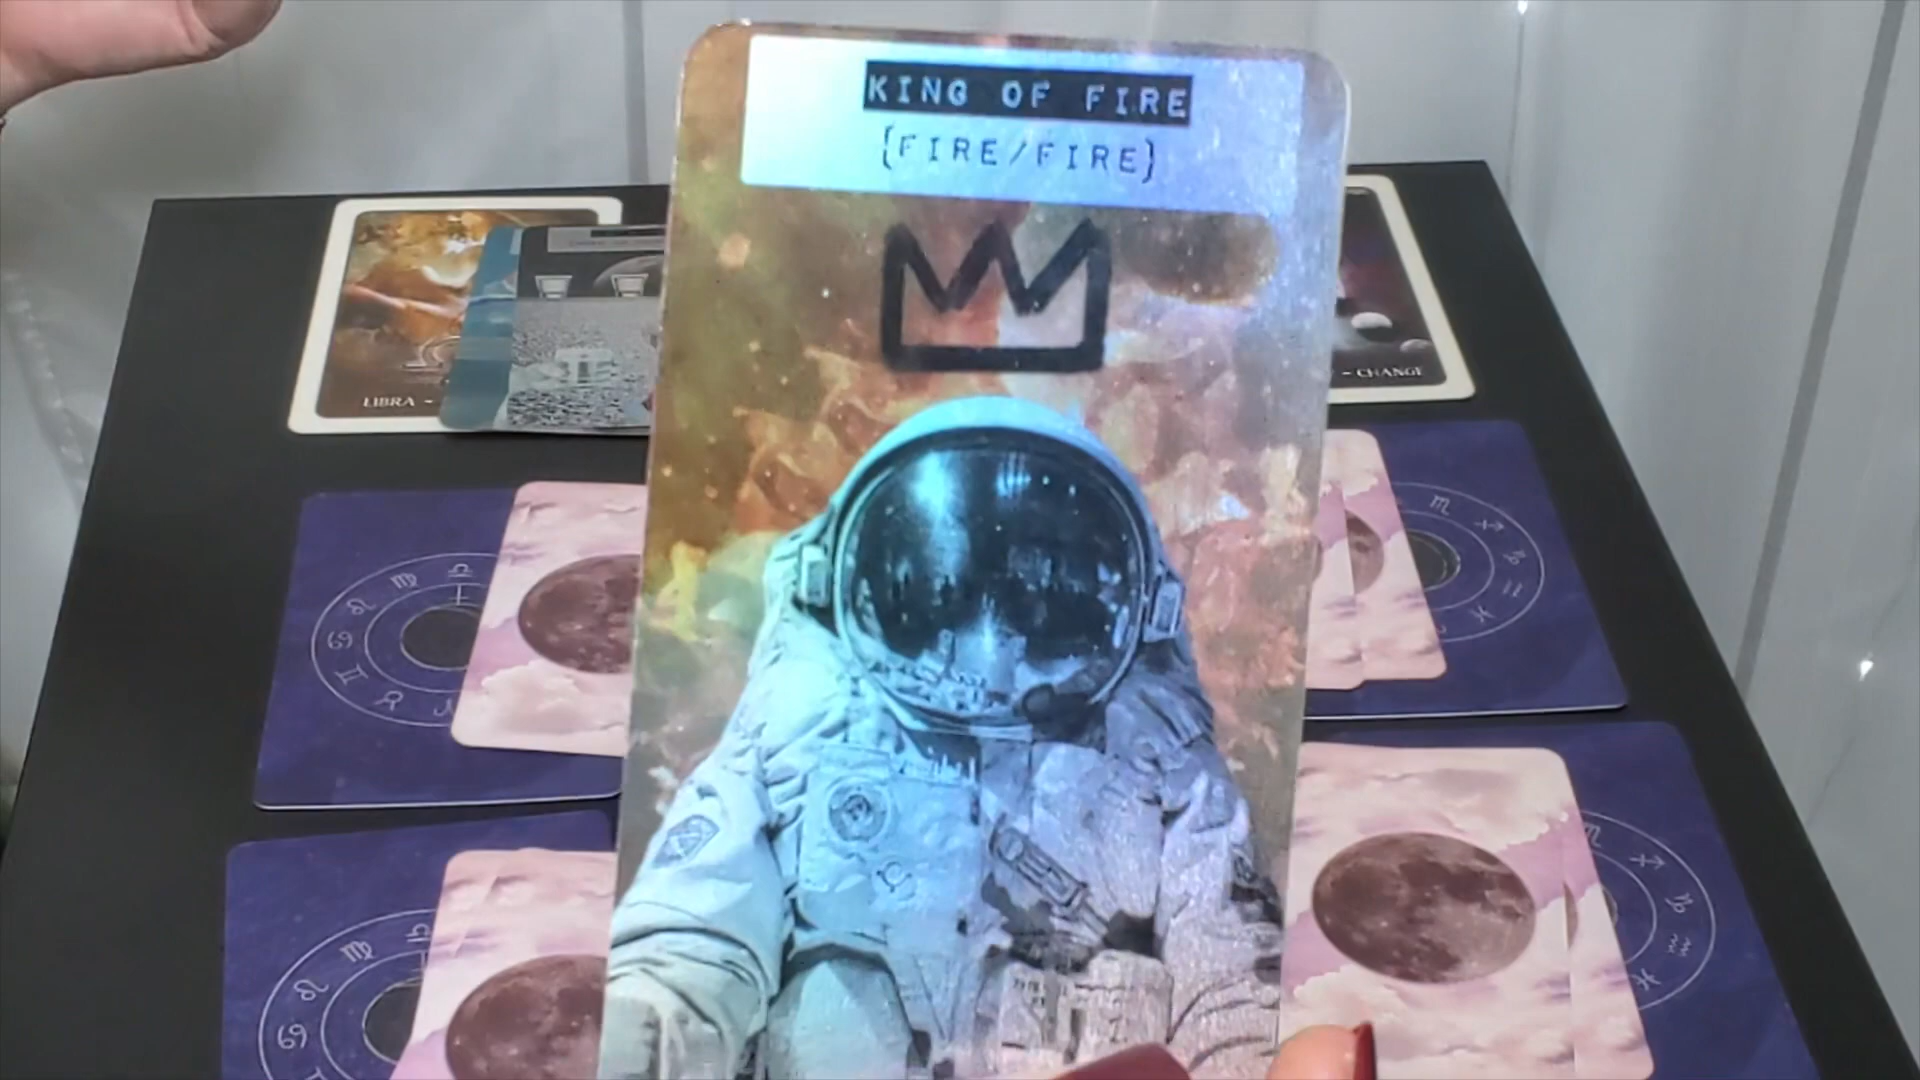 KING OF FIRE
{FIRE/FIRE}
LIBRA -
- CHANGE